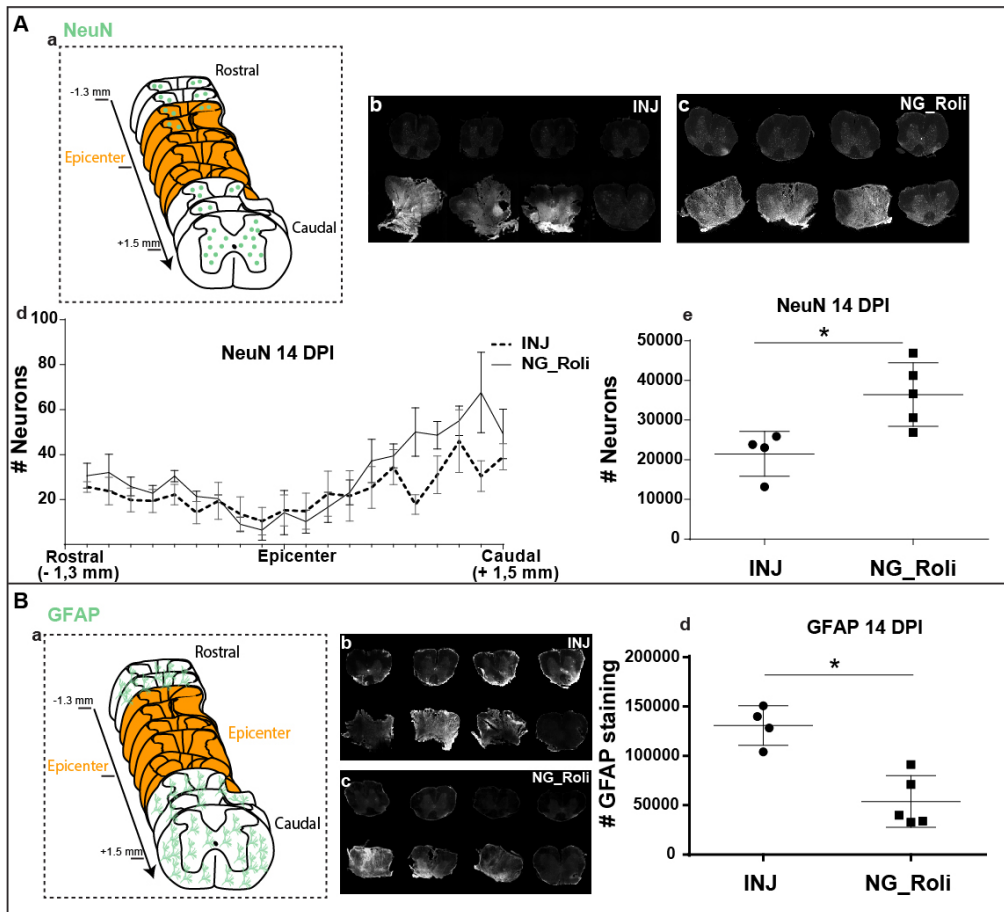 A
NeuN
a
Rostral
-1.3 mm
Epicenter
Caudal
+1.5 mm
b
INJ
c
NG_Roli
d
NeuN 14 DPI
INJ
NG_Roli
# Neurons
100
80
60
40
20
Rostral
(- 1,3 mm)
Epicenter
Caudal
(+ 1,5 mm)
e
NeuN 14 DPI
*
# Neurons
50000
40000
30000
20000
10000
0
INJ
NG_Roli
B
GFAP
a
Rostral
-1.3 mm
Epicenter
Epicenter
Caudal
+1.5 mm
b
INJ
c
NG_Roli
d
GFAP 14 DPI
*
# GFAP staining
200000
150000
100000
50000
0
INJ
NG_Roli